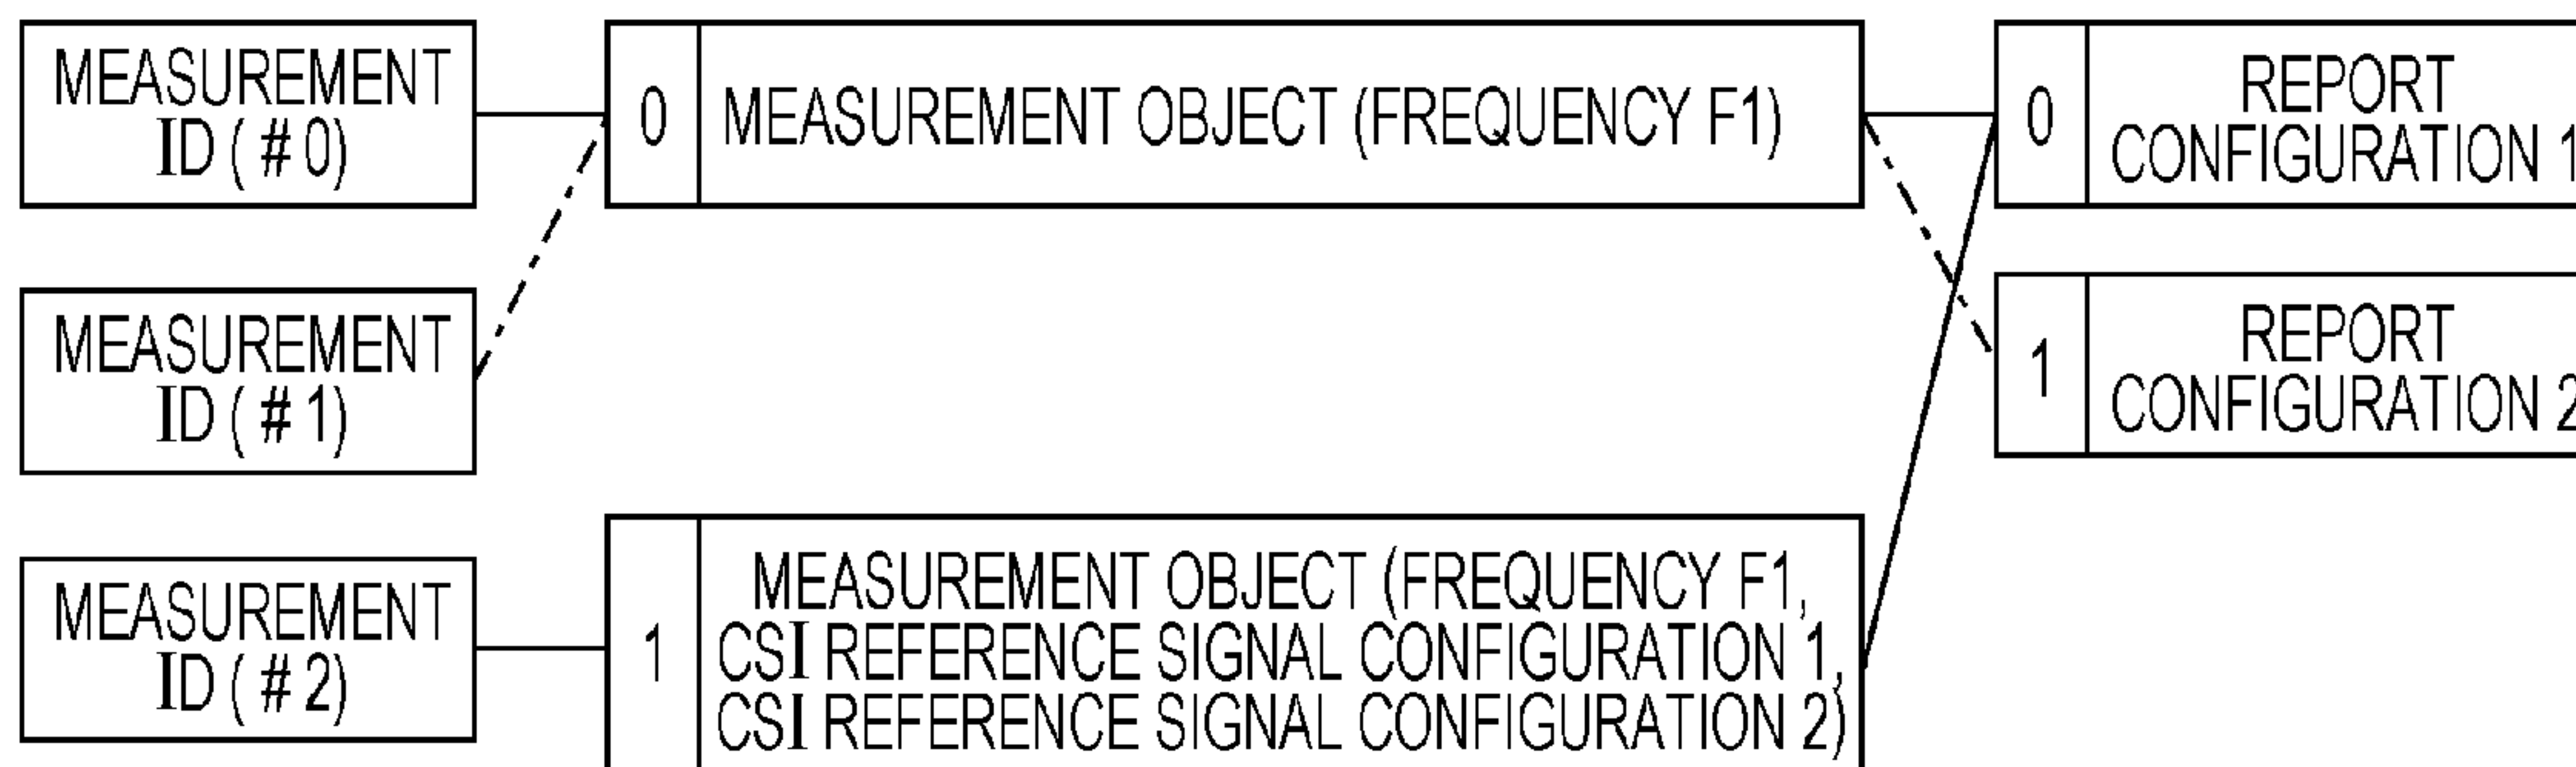 MEASUREMENT
ID ( # 0)
0
MEASUREMENT OBJECT (FREQUENCY F1)
0
REPORT
CONFIGURATION 1
MEASUREMENT
ID ( # 1)
1
REPORT
CONFIGURATION 2
MEASUREMENT
ID ( # 2)
1
MEASUREMENT OBJECT (FREQUENCY F1,
CSI REFERENCE SIGNAL CONFIGURATION 1,
CSI REFERENCE SIGNAL CONFIGURATION 2)